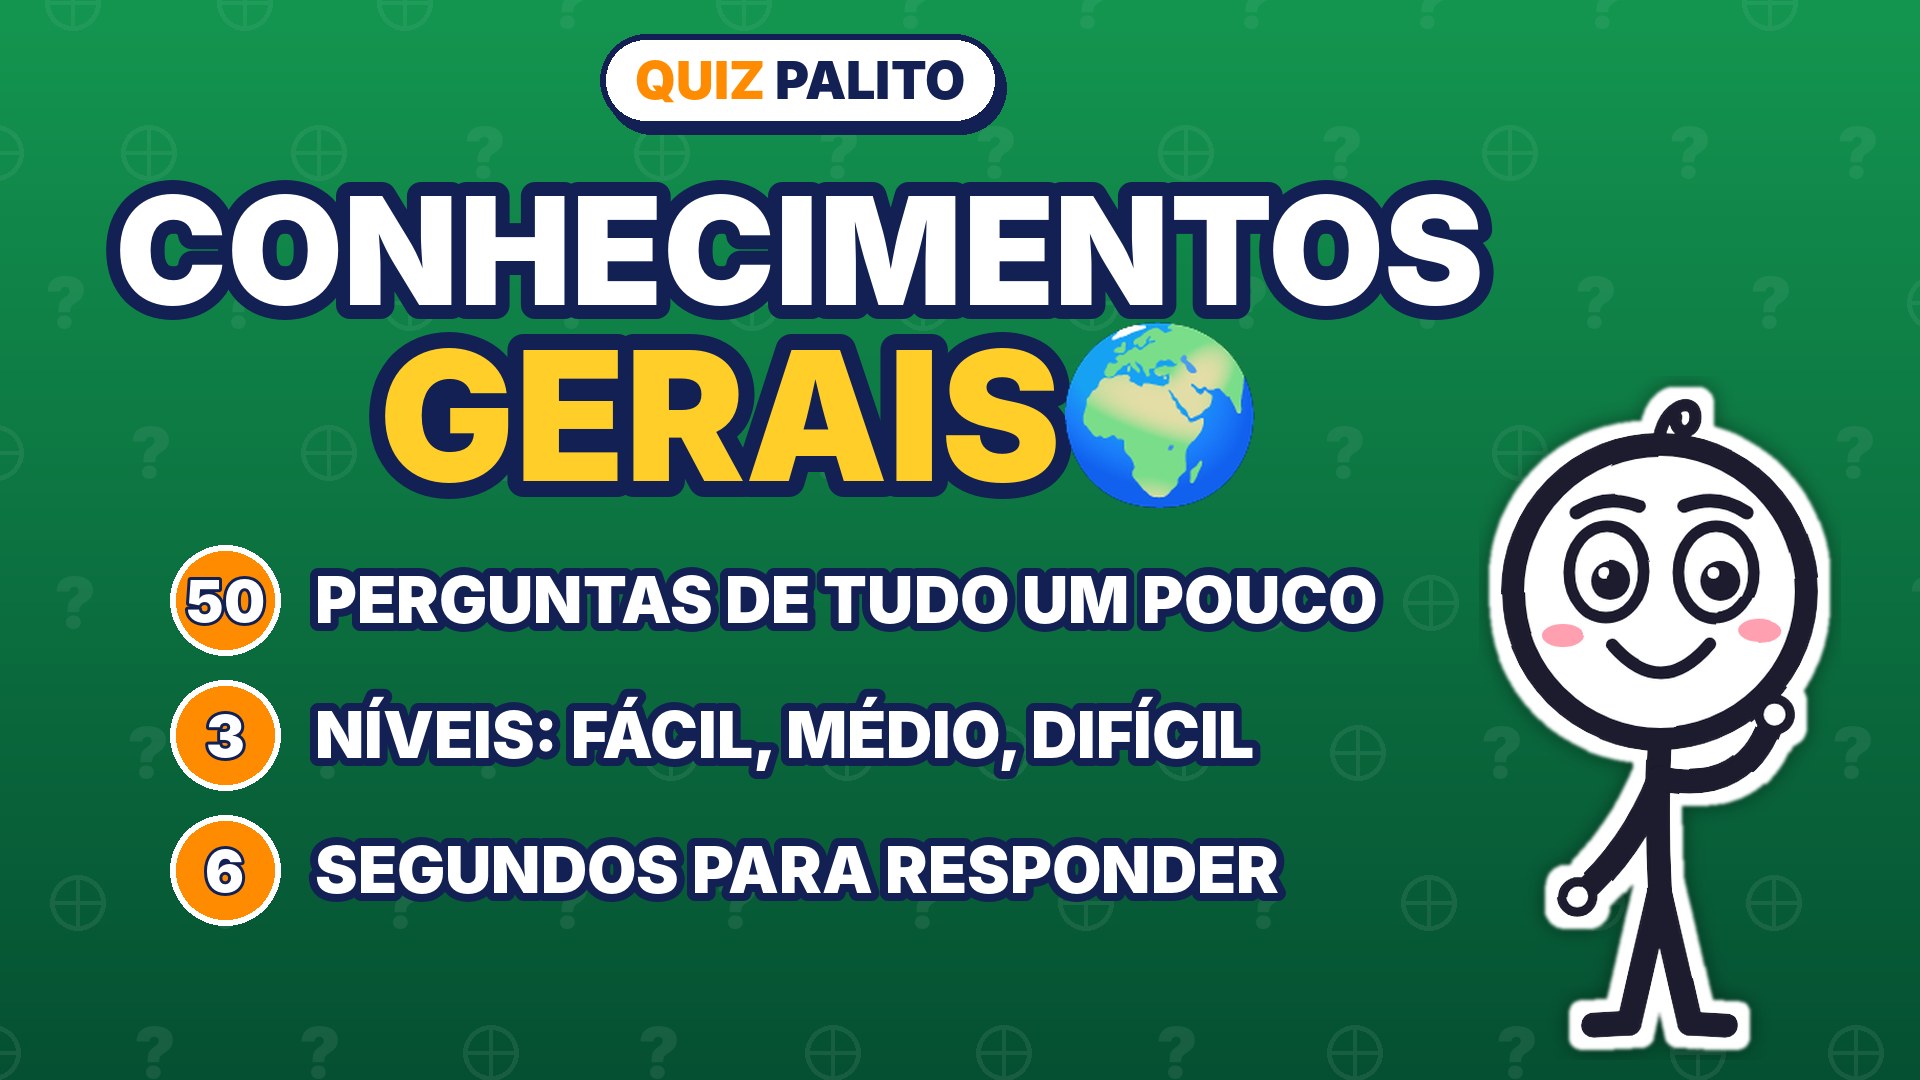 QUIZ PALITO
CONHECIMENTOS
GERAIS
50 PERGUNTAS DE TUDO UM POUCO
3 NÍVEIS: FÁCIL, MÉDIO, DIFÍCIL
6 SEGUNDOS PARA RESPONDER